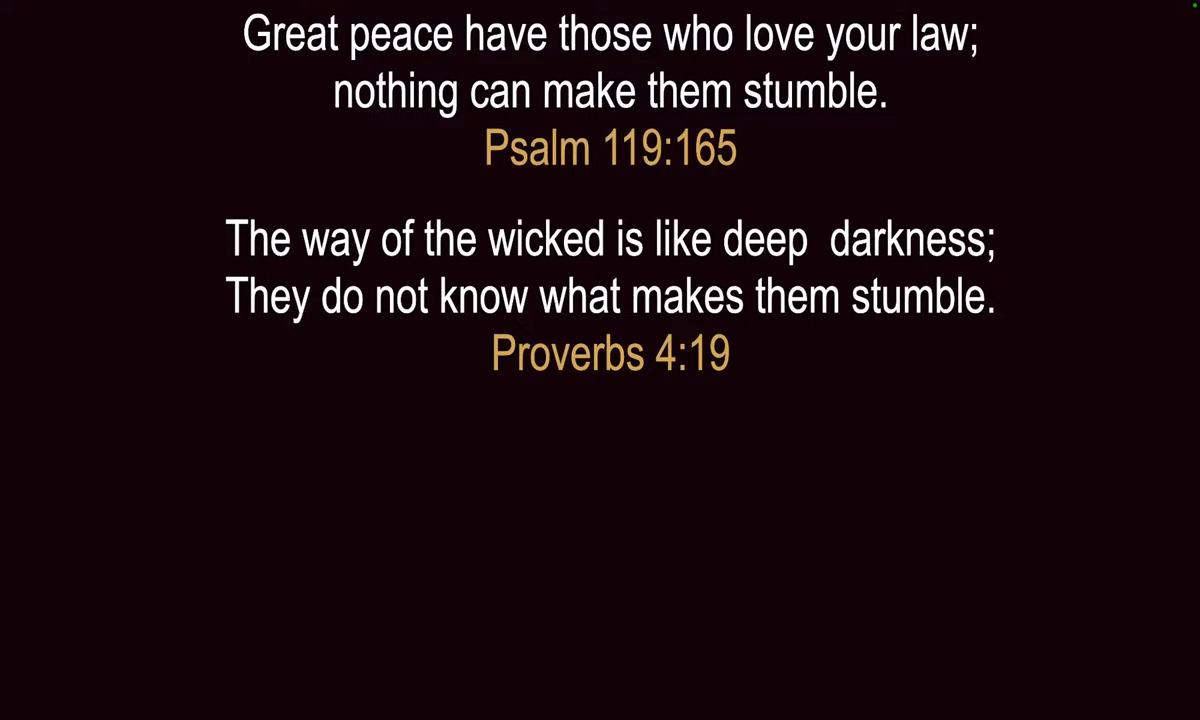 Great peace have those who love your law;
nothing can make them stumble.
Psalm 119:165
The way of the wicked is like deep  darkness;
They do not know what makes them stumble.
Proverbs 4:19